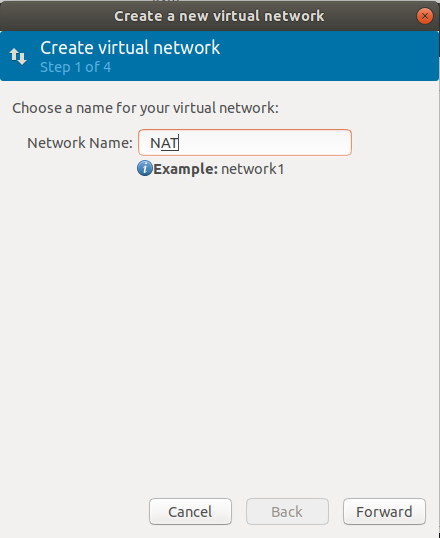 Create a new virtual network
Create virtual network
Step 1 of 4
Choose a name for your virtual network:
Network Name: NAT
Example: network1
Cancel Back Forward